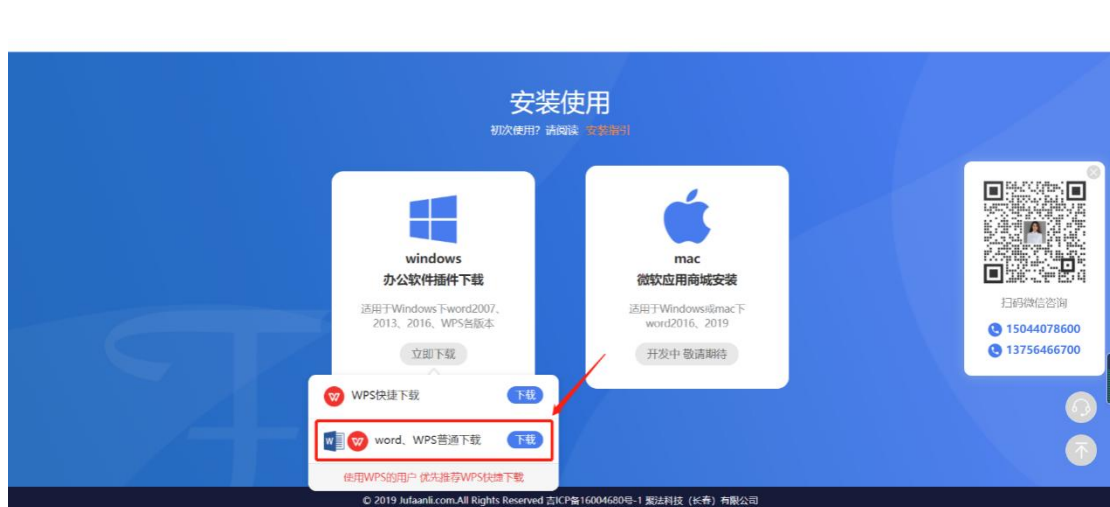 安装使用
初次使用？请阅读 安装指引
windows
办公软件插件下载
适用于Windows下word2007、
2013、2016、WPS各版本
立即下载
mac
微软应用商城安装
适用于Windows或mac下
word2016、2019
开发中 敬请期待
WPS快捷下载
下载
word、WPS普通下载
下载
使用WPS的用户 优先推荐WPS快捷下载
扫码微信咨询
15044078600
13756466700
© 2019 Jufaanli.com.All Rights Reserved 吉ICP备16004680号-1 聚法科技（长春）有限公司